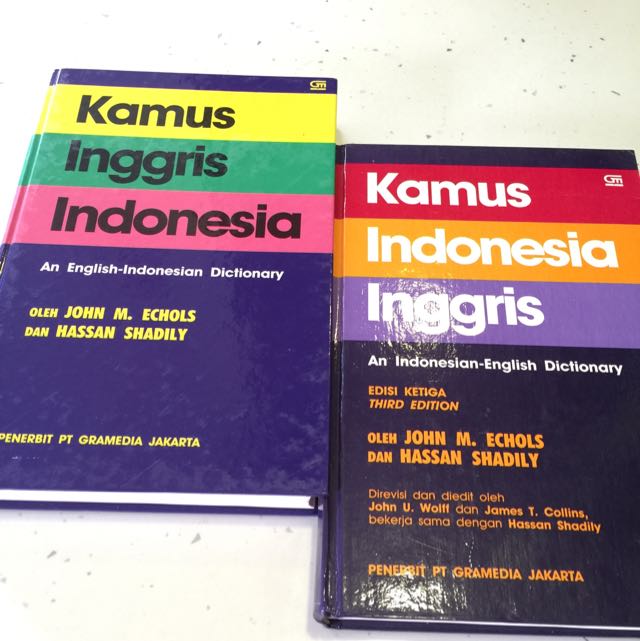 GM
Kamus
Inggris
Indonesia
An English-Indonesian Dictionary
OLEH JOHN M. ECHOLS
DAN HASSAN SHADILY
PENERBIT PT GRAMEDIA JAKARTA
GM
Kamus
Indonesia
Inggris
An Indonesian-English Dictionary
EDISI KETIGA
THIRD EDITION
OLEH JOHN M. ECHOLS
DAN HASSAN SHADILY
Direvisi dan diedit oleh
John U. Wolff dan James T. Collins,
bekerja sama dengan Hassan Shadily
PENERBIT PT GRAMEDIA JAKARTA